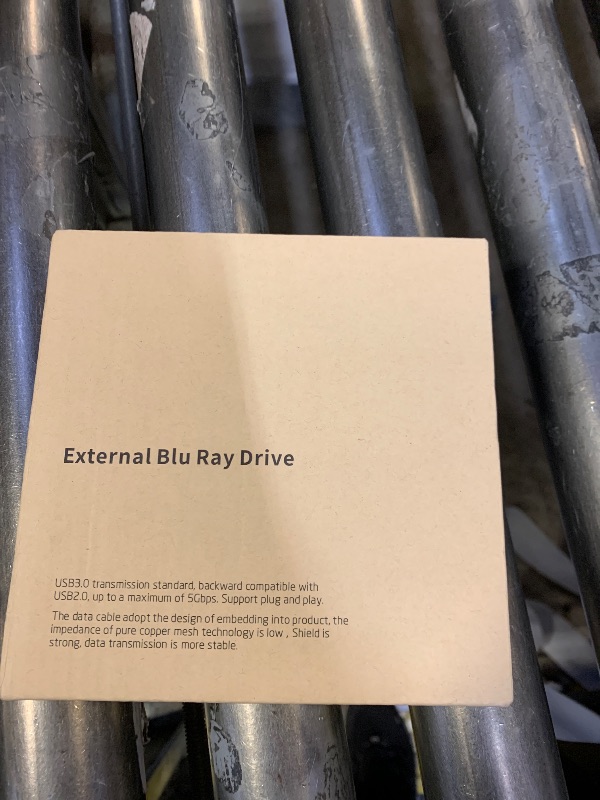 External Blu Ray Drive
USB3.0 transmission standard, backward compatible with
USB2.0, up to a maximum of 5Gbps. Support plug and play.
The data cable adopt the design of embedding into product, the
impedance of pure copper mesh technology is low , Shield is
strong, data transmission is more stable.